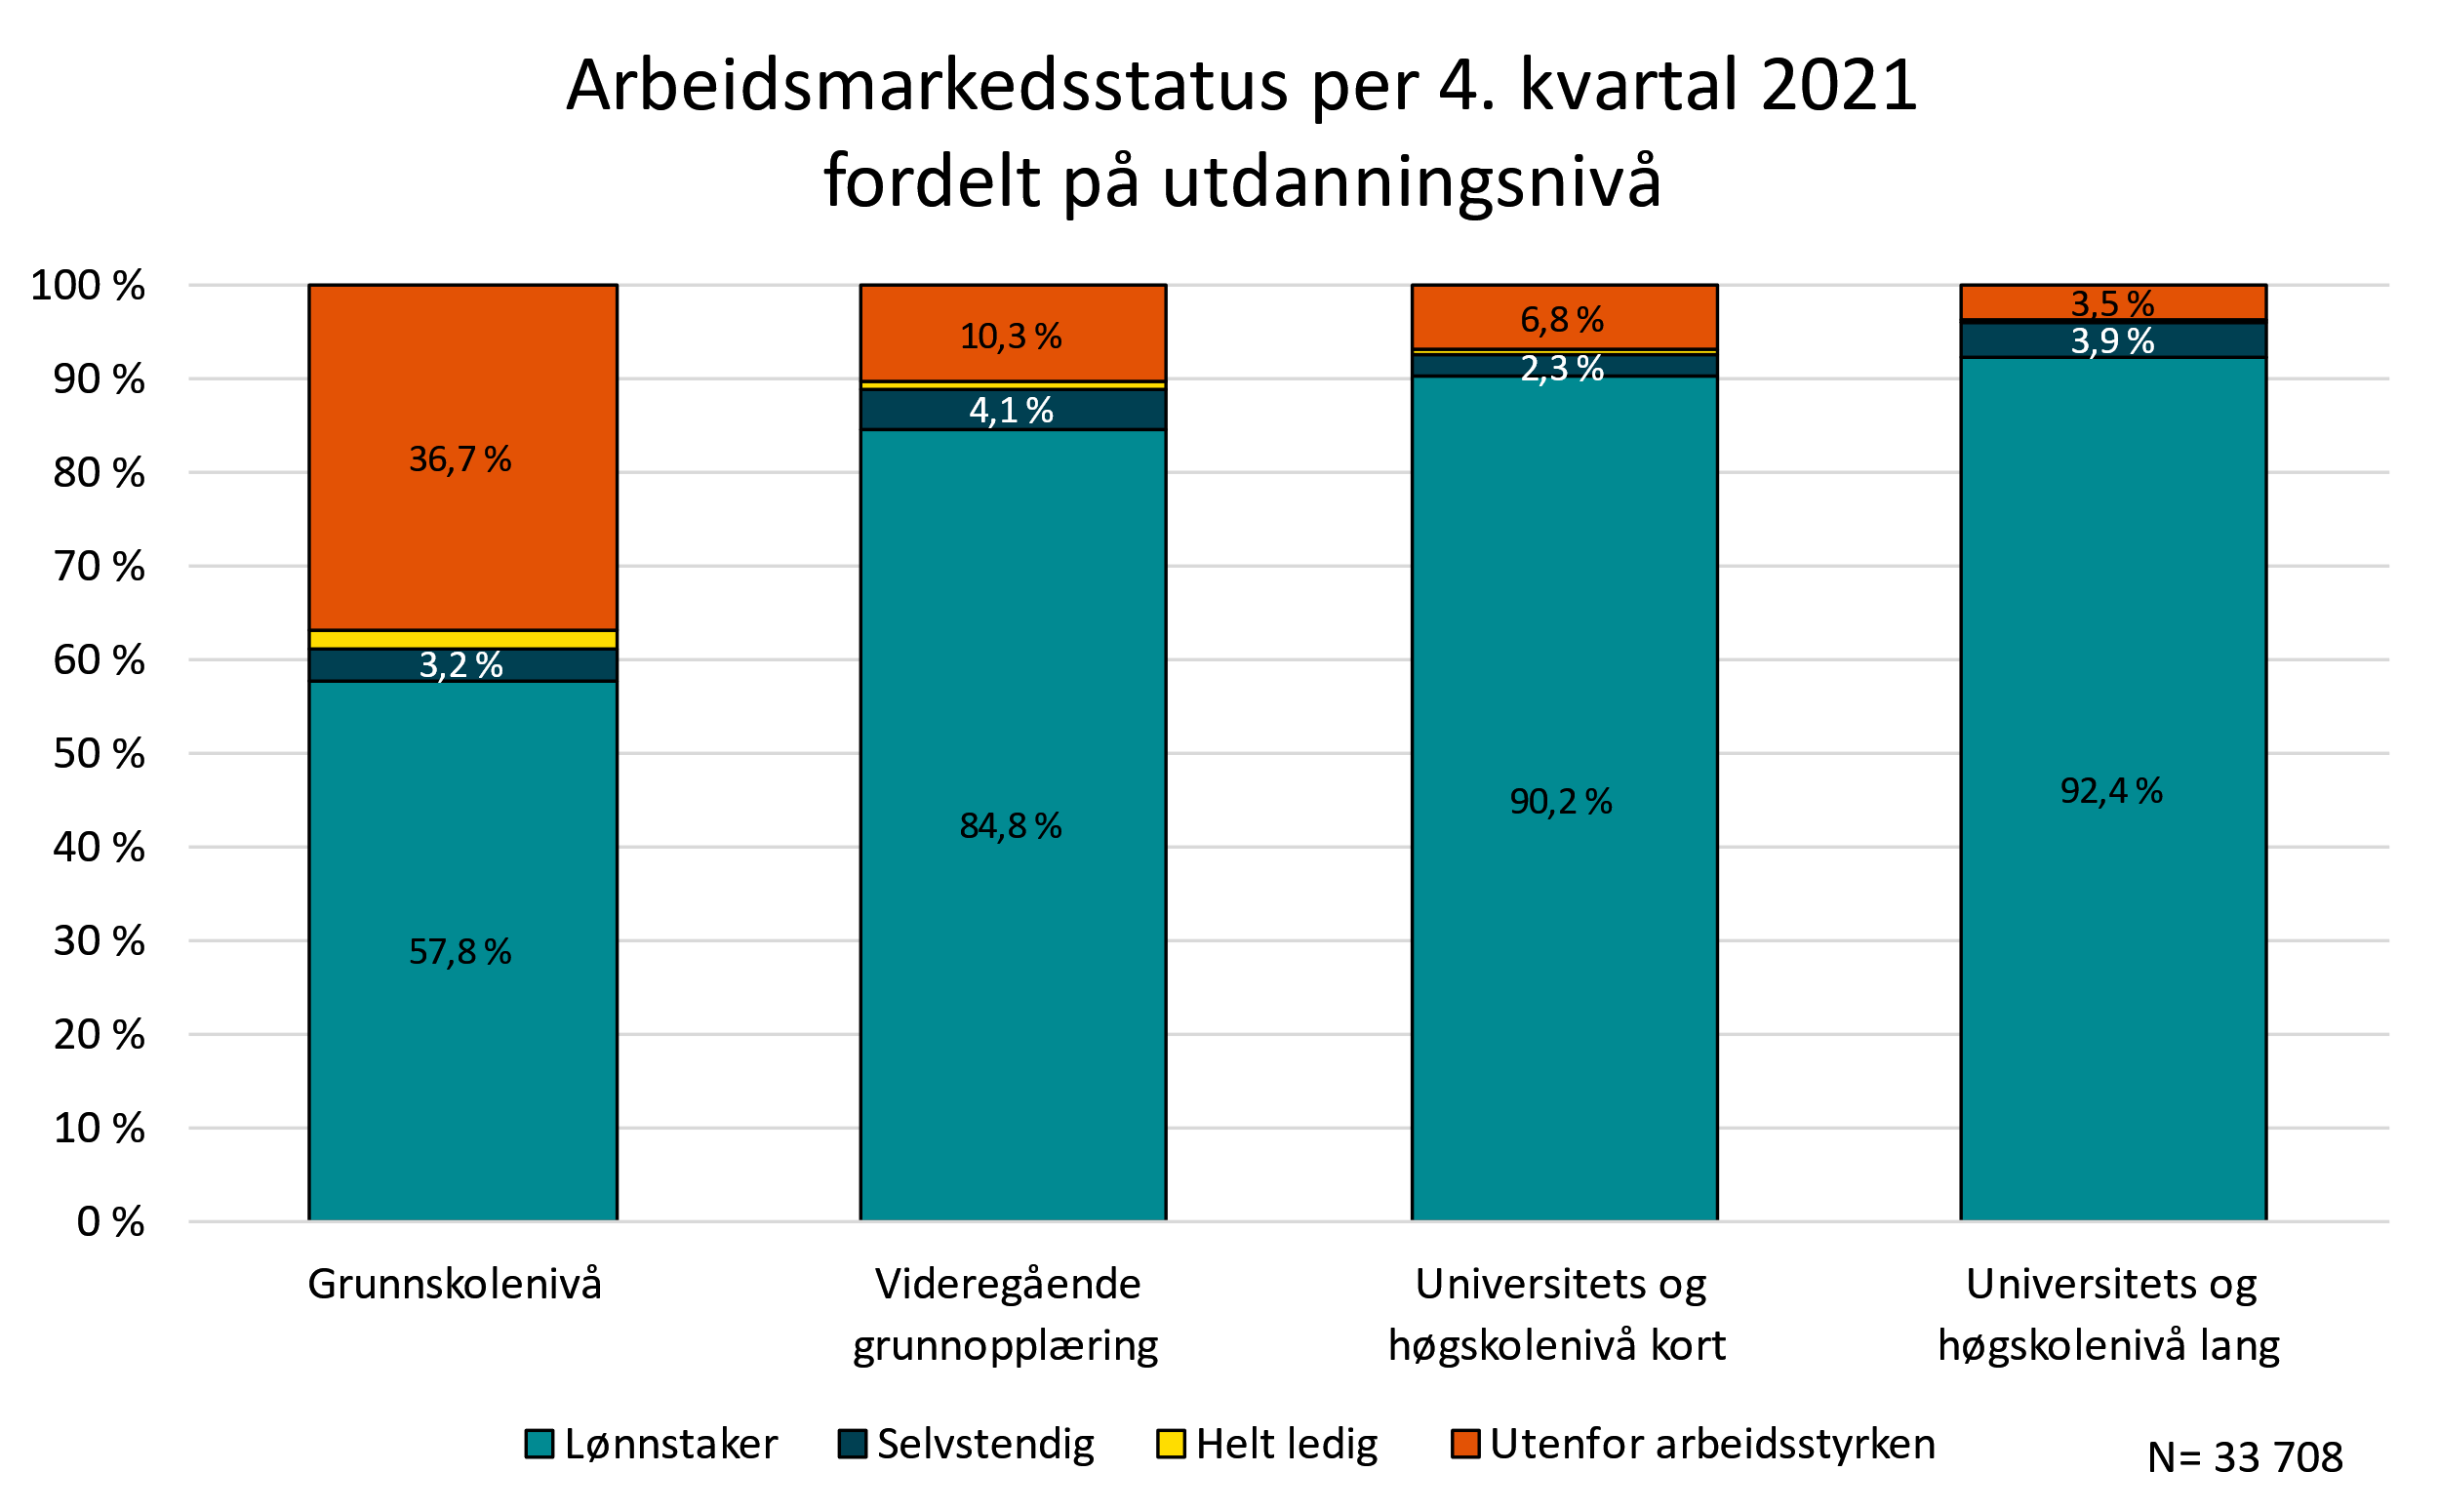 Arbeidsmarkedsstatus per 4. kvartal 2021
fordelt på utdanningsnivå
100 %
90 %
80 %
70 %
60 %
50 %
40 %
30 %
20 %
10 %
0 %
36,7 %
3,2 %
57,8 %
10,3 %
4,1 %
84,8 %
6,8 %
2,3 %
90,2 %
3,5 %
3,9 %
92,4 %
Grunnskolenivå
Videregående
grunnopplæring
Universitets og
høgskolenivå kort
Universitets og
høgskolenivå lang
Lønnstaker
Selvstendig
Helt ledig
Utenfor arbeidsstyrken
N= 33 708